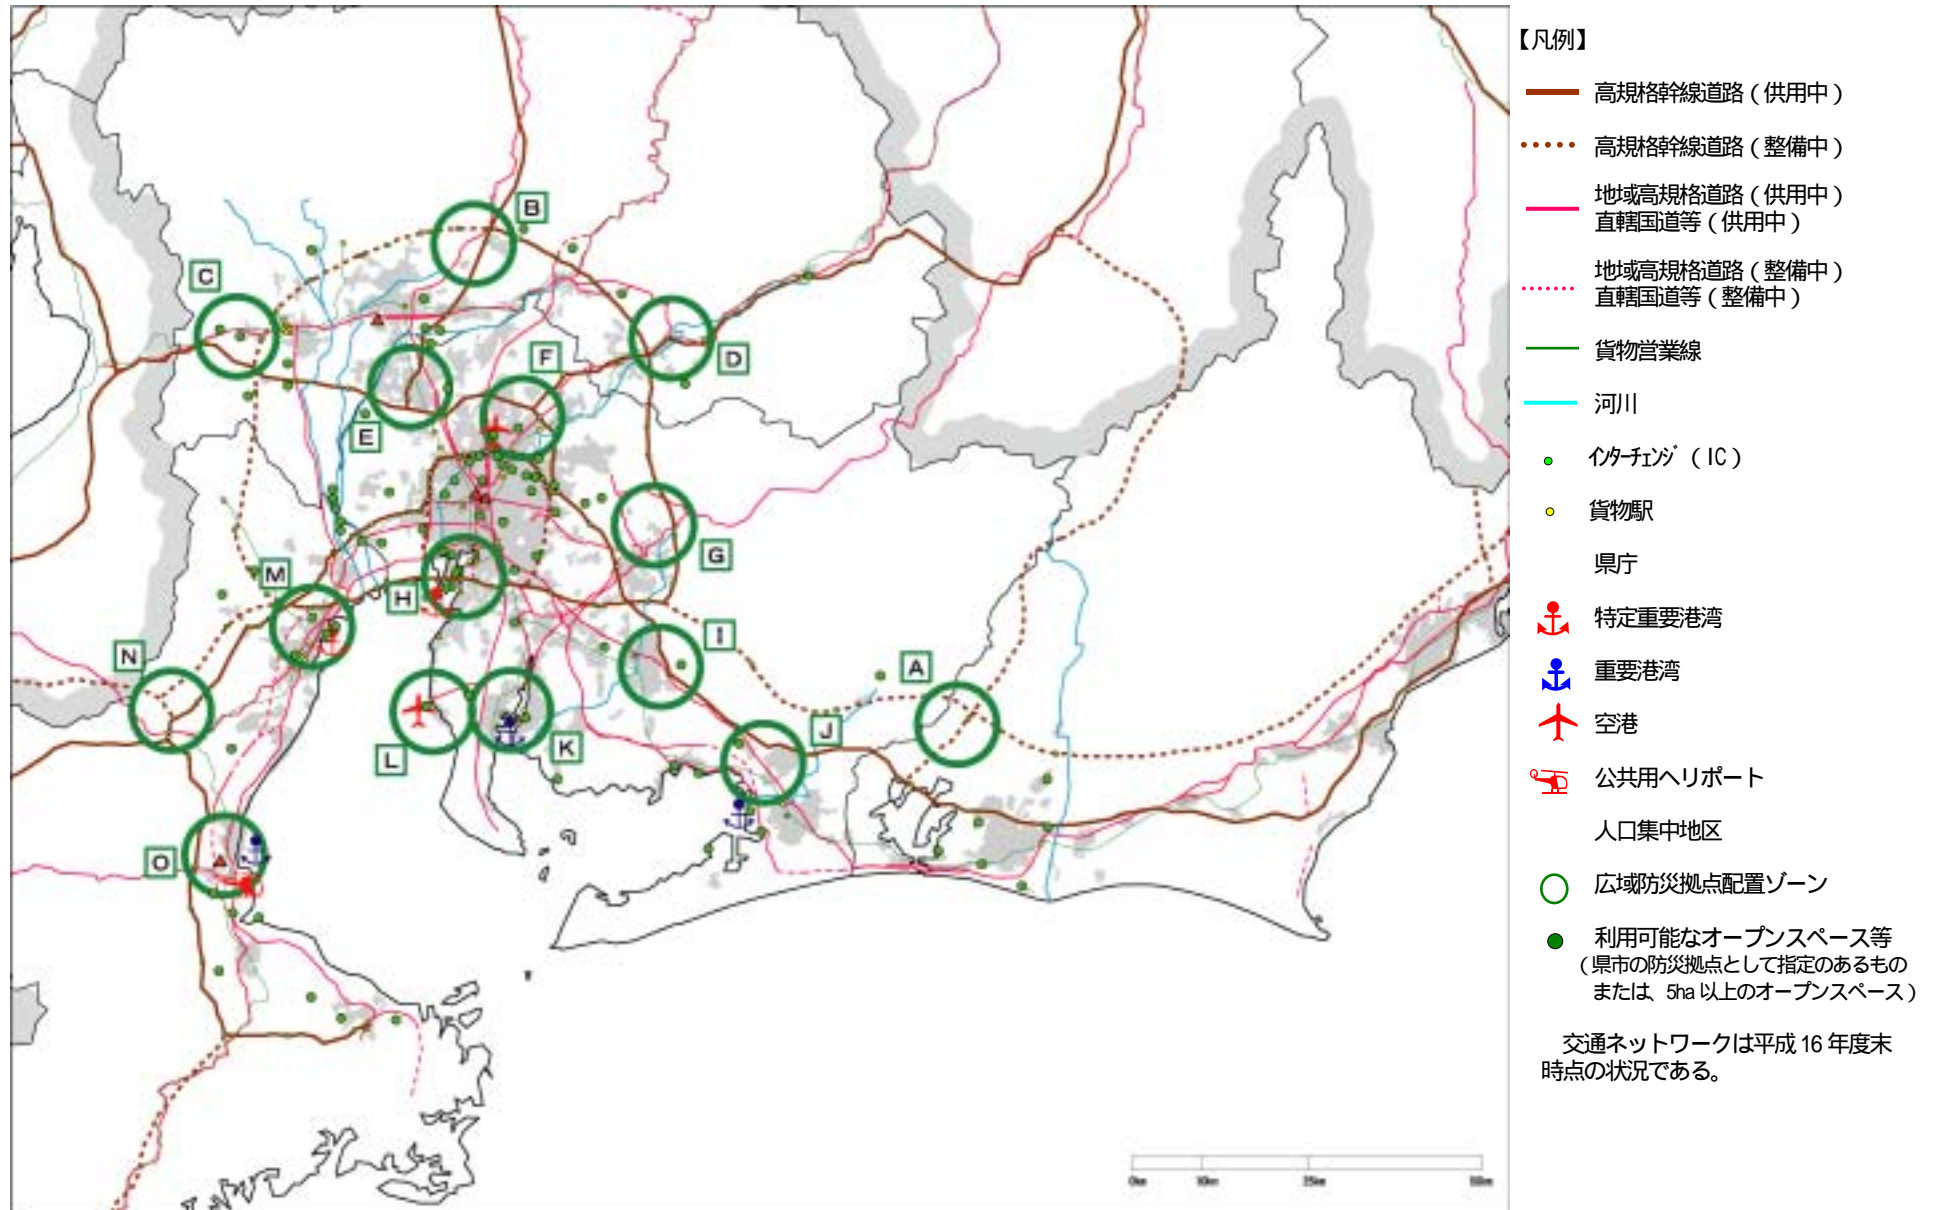 【凡例】
高規格幹線道路（供用中）
高規格幹線道路（整備中）
地域高規格道路（供用中）
直轄国道等（供用中）
地域高規格道路（整備中）
直轄国道等（整備中）
貨物営業線
河川
ｲﾝﾀｰﾁｪﾝｼﾞ（IC）
貨物駅
県庁
特定重要港湾
重要港湾
空港
公共用ヘリポート
人口集中地区
広域防災拠点配置ゾーン
利用可能なオープンスペース等
（県市の防災拠点として指定のあるもの
または、5ha 以上のオープンスペース）
交通ネットワークは平成 16 年度末
時点の状況である。
B
C
D
F
E
G
M
H
I
N
A
J
L
K
O
0km 10km 25km 50km